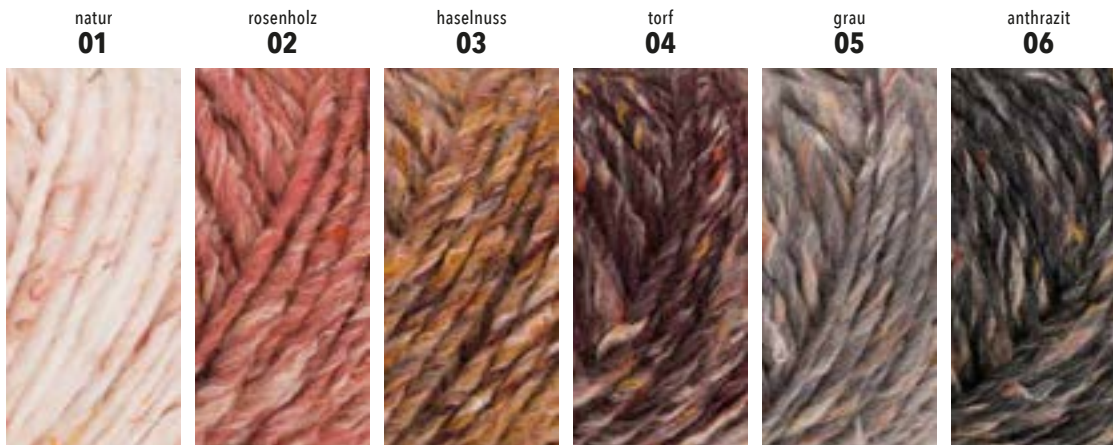 natur
01
rosenholz
02
haselnuss
03
torf
04
grau
05
anthrazit
06